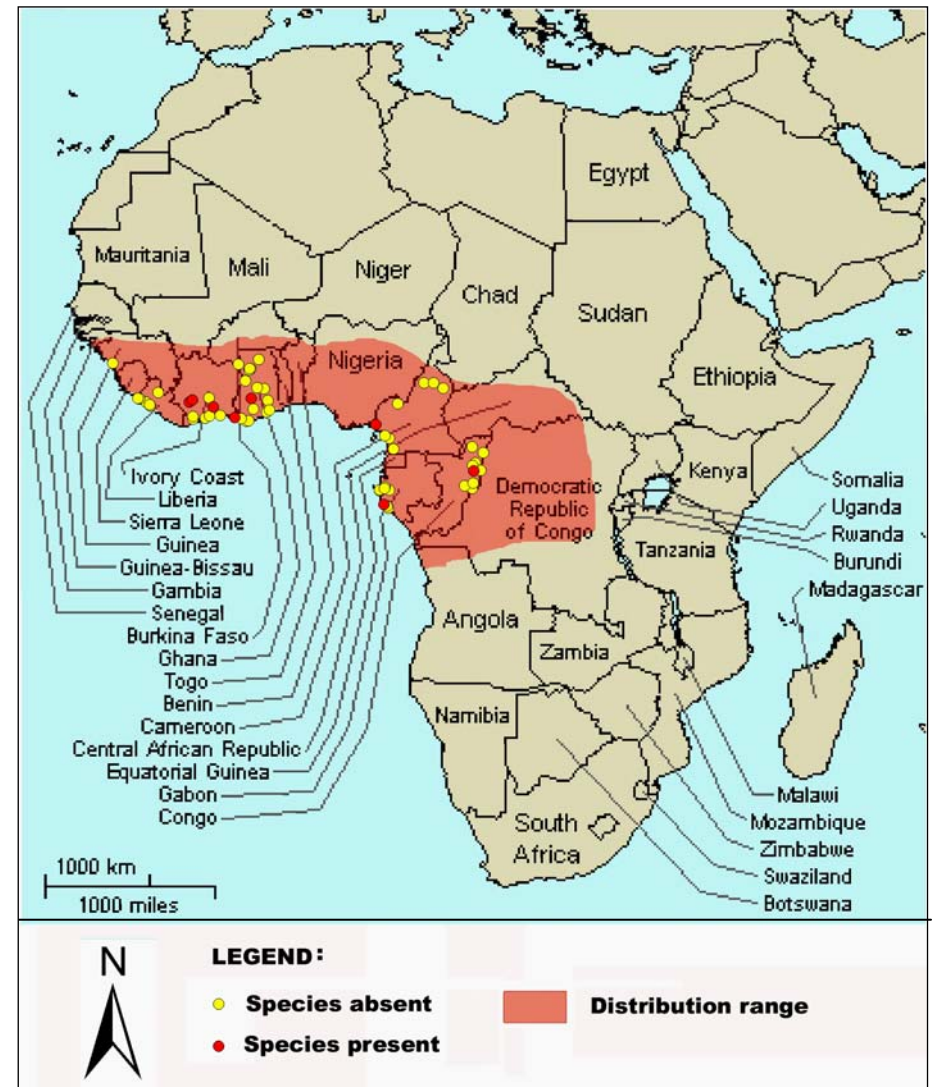 Egypt
Mauritania
Mali
Niger
Chad
Sudan
Nigeria
Ethiopia
Ivory Coast
Liberia
Sierra Leone
Guinea
Guinea-Bissau
Gambia
Senegal
Burkina Faso
Ghana
Togo
Benin
Cameroon
Central African Republic
Equatorial Guinea
Gabon
Congo
Democratic
Republic
of Congo
Kenya
Tanzania
Somalia
Uganda
Rwanda
Burundi
Madagascar
Angola
Zambia
Namibia
South
Africa
Malawi
Mozambique
Zimbabwe
Swaziland
Botswana
1000 km
1000 miles
N
LEGEND:
Species absent
Distribution range
Species present